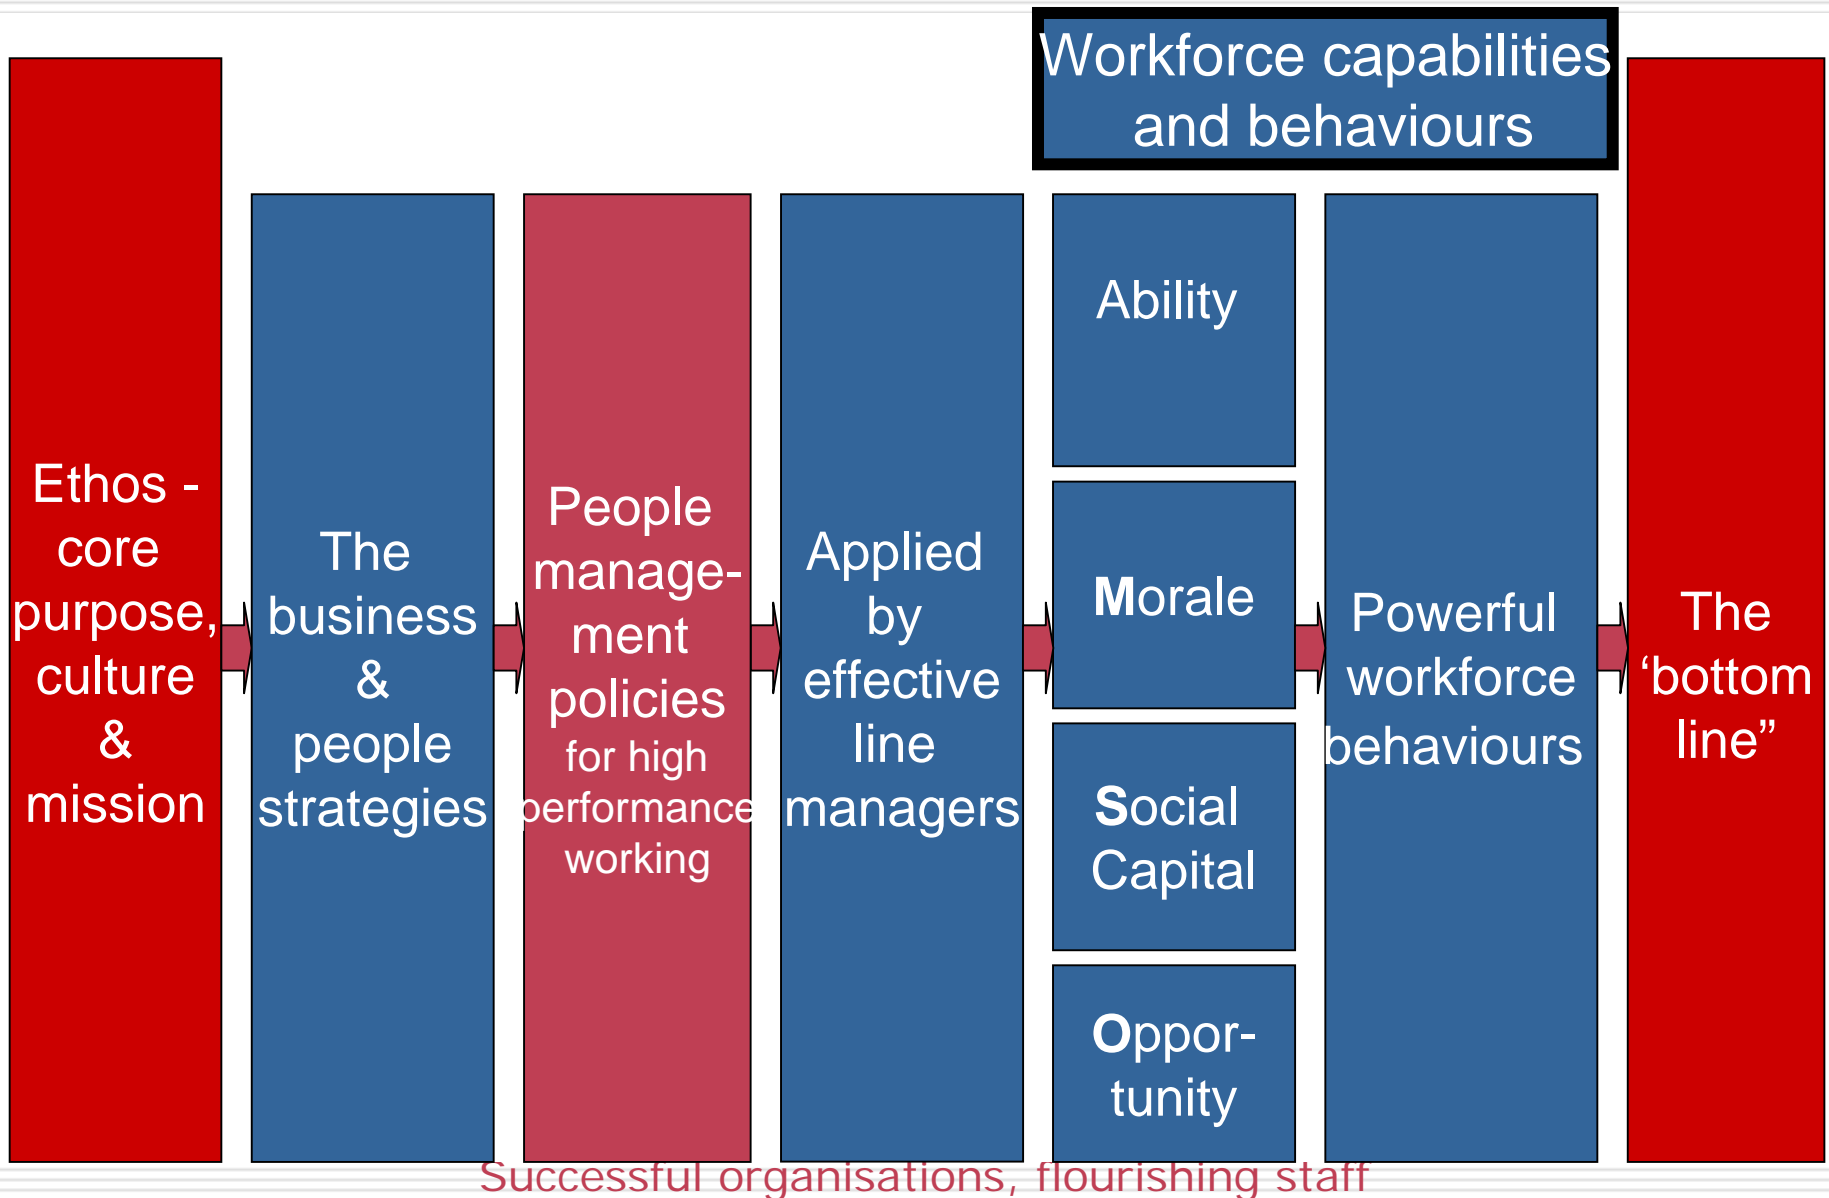 Workforce capabilities
and behaviours
Ethos -
core
purpose,
culture
&
mission
The
business
&
people
strategies
People
manage-
ment
policies
for high
performance
working
Applied
by
effective
line
managers
Ability
Morale
Social
Capital
Oppor-
tunity
Powerful
workforce
behaviours
The
‘bottom
line”
Successful organisations, flourishing staff